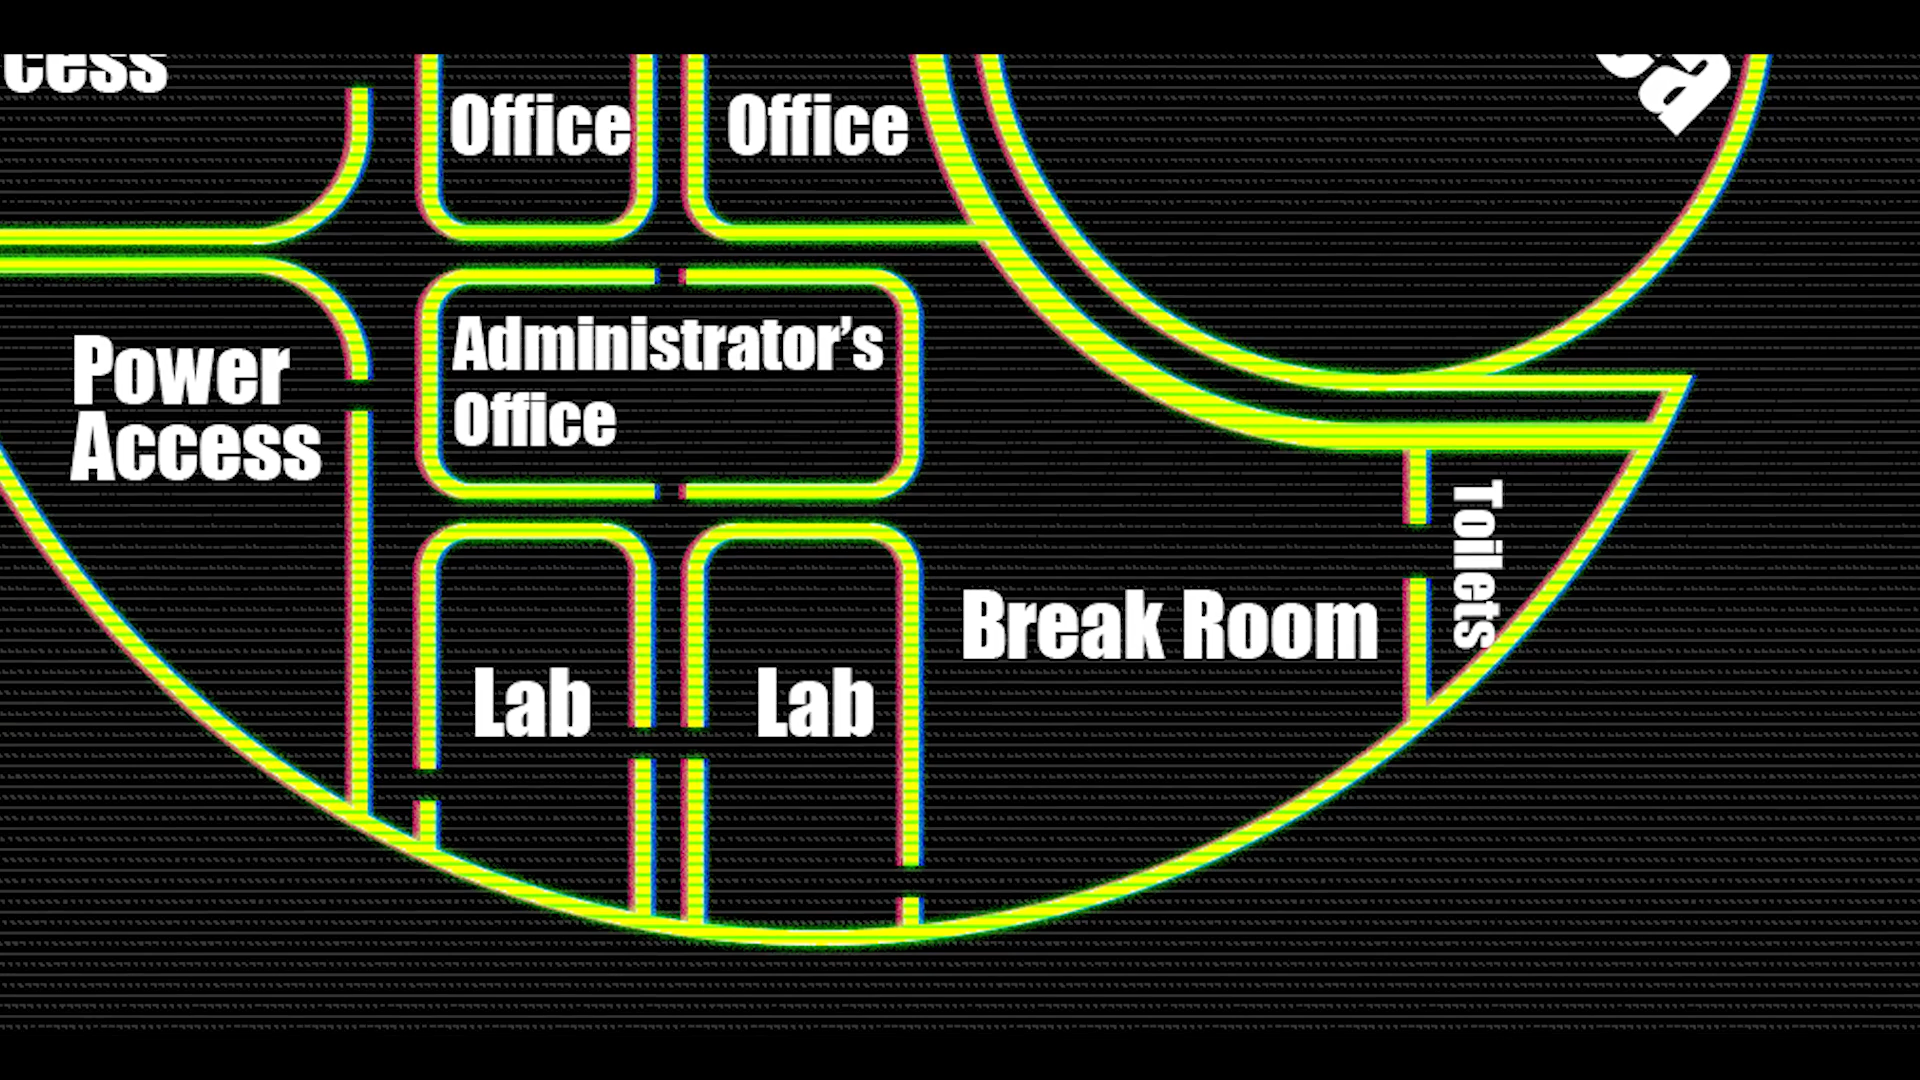 Office
Office
Administrator's
Office
Power
Access
Lab
Lab
Break Room
Toilets